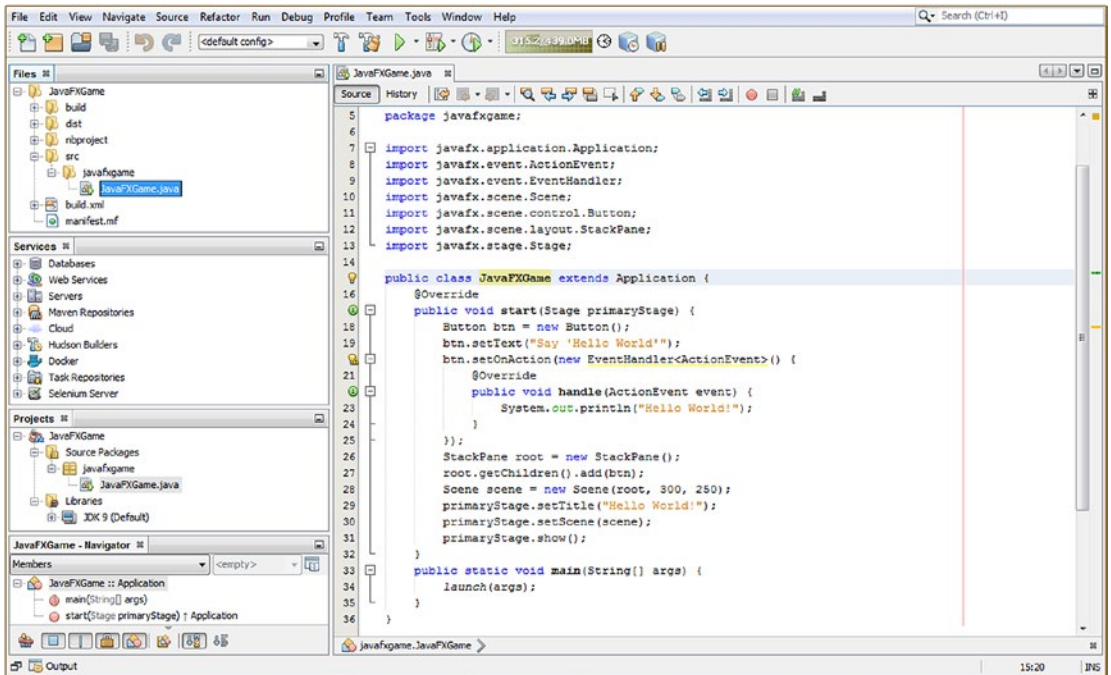 File Edit View Navigate Source Refactor Run Debug Profile Team Tools Window Help
Search (Ctrl+I)
<default config>
315.2/439.0MB
Files
JavaFXGame
build
dist
nbproject
src
javafxgame
JavaFXGame.java
build.xml
manifest.mf
Services
Databases
Web Services
Servers
Maven Repositories
Cloud
Hudson Builders
Docker
Task Repositories
Selenium Server
Projects
JavaFXGame
Source Packages
javafxgame
JavaFXGame.java
Libraries
JDK 9 (Default)
JavaFXGame - Navigator
Members <empty>
JavaFXGame :: Application
main(String[] args)
start(Stage primaryStage) ↑ Application
Output
JavaFXGame.java
Source History
5 package javafxgame;
6
7 import javafx.application.Application;
8 import javafx.event.ActionEvent;
9 import javafx.event.EventHandler;
10 import javafx.scene.Scene;
11 import javafx.scene.control.Button;
12 import javafx.scene.layout.StackPane;
13 import javafx.stage.Stage;
14
public class JavaFXGame extends Application {
16 @Override
public void start(Stage primaryStage) {
18 Button btn = new Button();
19 btn.setText("Say 'Hello World'");
btn.setOnAction(new EventHandler<ActionEvent>() {
21 @Override
public void handle(ActionEvent event) {
23 System.out.println("Hello World!");
24 }
25 });
26 StackPane root = new StackPane();
27 root.getChildren().add(btn);
28 Scene scene = new Scene(root, 300, 250);
29 primaryStage.setTitle("Hello World!");
30 primaryStage.setScene(scene);
31 primaryStage.show();
32 }
33 public static void main(String[] args) {
34 launch(args);
35 }
36 }
javafxgame.JavaFXGame
15:20 INS